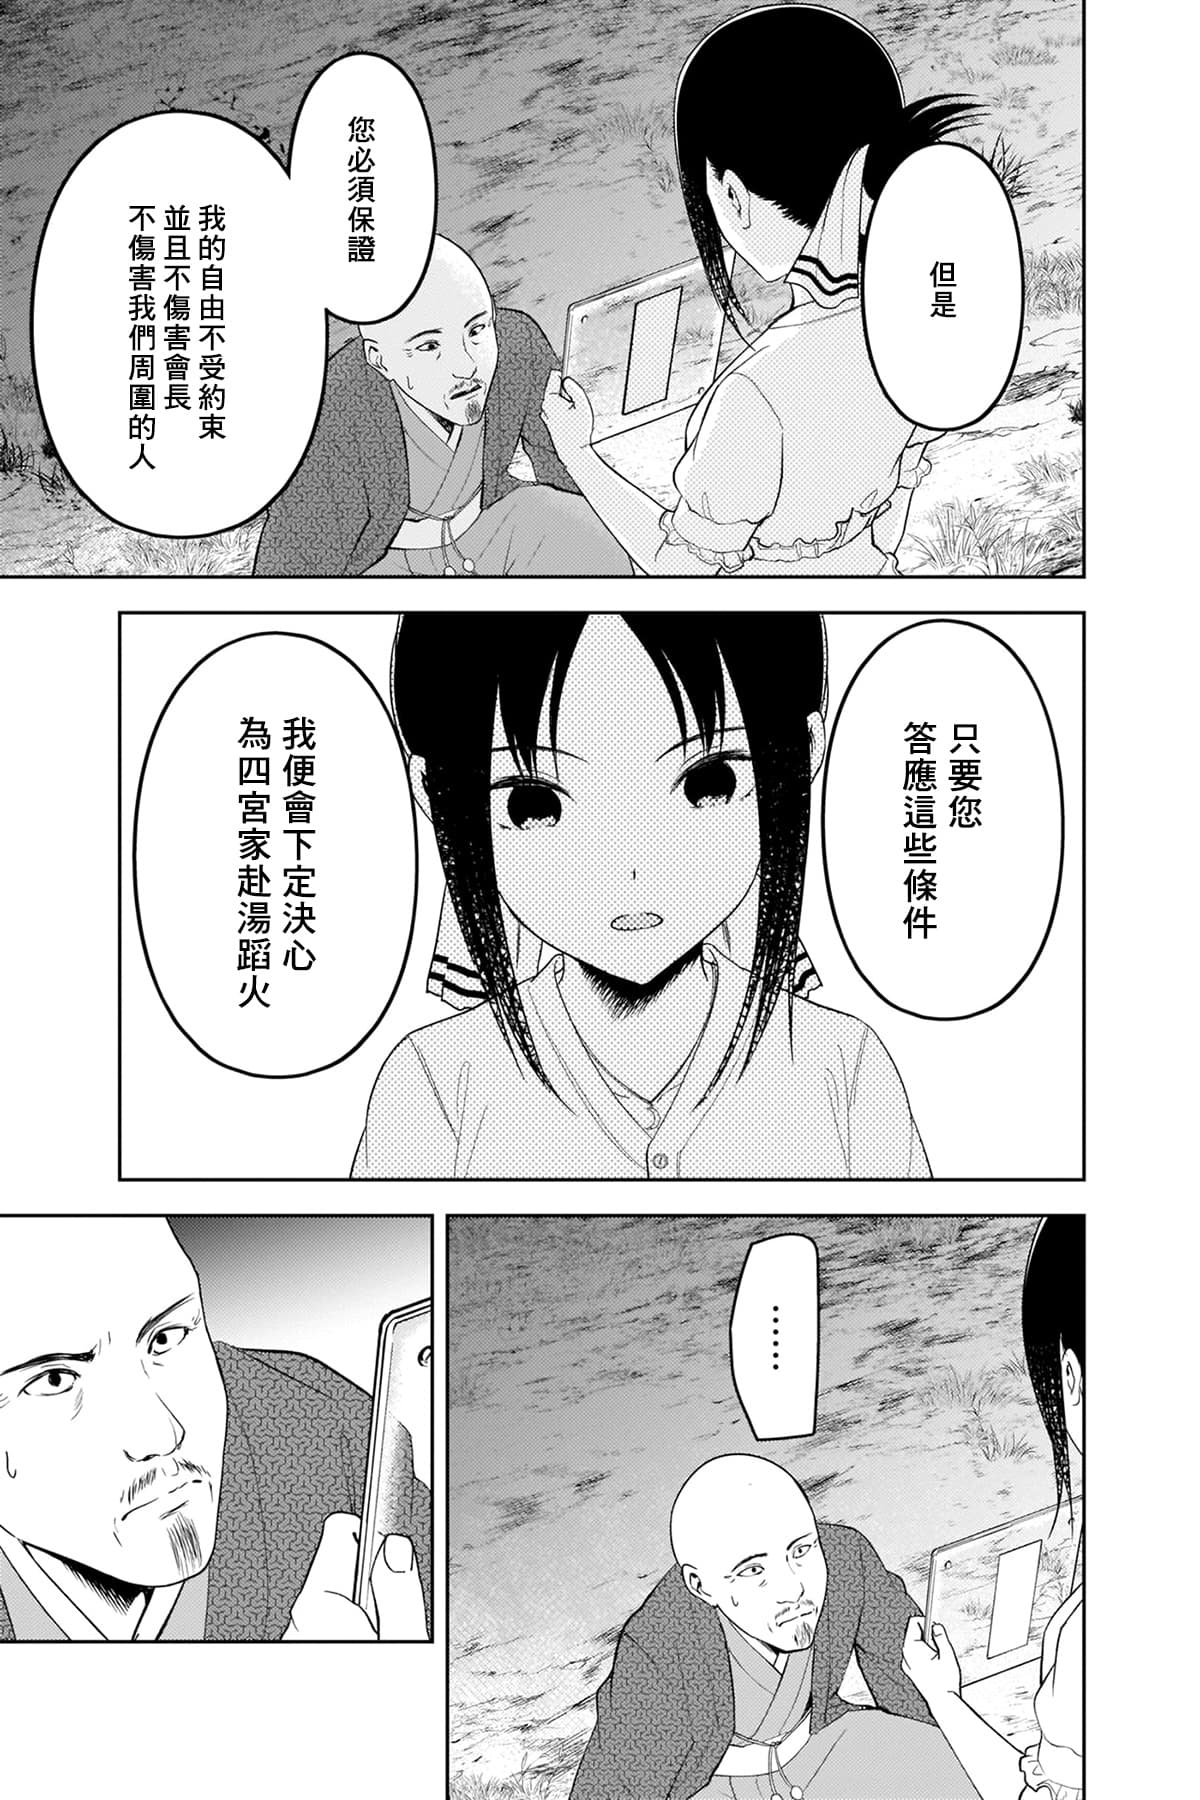 但是
您必須保證
我的自由不受約束
並且不傷害會長
不傷害我們周圍的人
只要您
答應這些條件
我便會下定決心
為四宮家赴湯蹈火
……